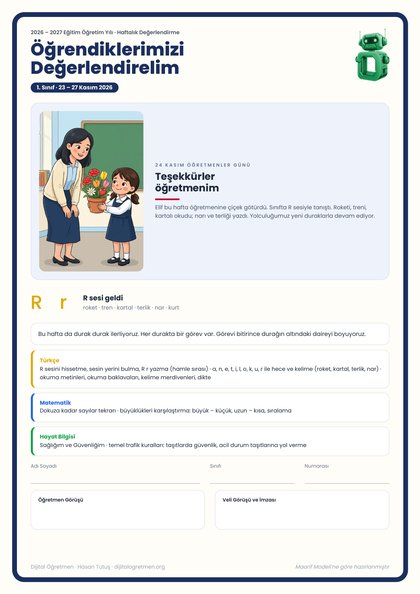 2026 – 2027 Eğitim Öğretim Yılı · Haftalık Değerlendirme
Öğrendiklerimizi
Değerlendirelim
1. Sınıf · 23 – 27 Kasım 2026
24 KASIM ÖĞRETMENLER GÜNÜ
Teşekkürler
öğretmenim
Elif bu hafta öğretmenine çiçek götürdü. Sınıfta R sesiyle tanıştı. Roketi, treni,
kartalı okudu; narı ve terliği yazdı. Yolculuğumuz yeni duraklarla devam ediyor.
R r
R sesi geldi
roket · tren · kartal · terlik · nar · kurt
Bu hafta da durak durak ilerliyoruz. Her durakta bir görev var. Görevi bitirince durağın altındaki daireyi boyuyoruz.
Türkçe
R sesini hissetme, sesin yerini bulma, R r yazma (hamle sırası) · a, n, e, t, i, l, o, k, u, r ile hece ve kelime (roket, kartal, terlik, nar) ·
okuma metinleri, okuma baklavaları, kelime merdivenleri, dikte
Matematik
Dokuza kadar sayılar tekrarı · büyüklükleri karşılaştırma: büyük – küçük, uzun – kısa, sıralama
Hayat Bilgisi
Sağlığım ve Güvenliğim · temel trafik kuralları: taşıtlarda güvenlik, acil durum taşıtlarına yol verme
Adı Soyadı
Sınıfı
Numarası
Öğretmen Görüşü
Veli Görüşü ve İmzası
Dijital Öğretmen · Hasan Tutuş · dijitalogretmen.org
Maarif Modeli'ne göre hazırlanmıştır